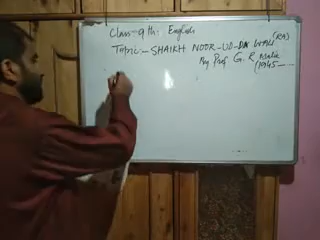 Class-9th: English
Topic:- SHAIKH NOOR-UD-DIN WALI (RA)
By Prof G. R Malik
(1945- --